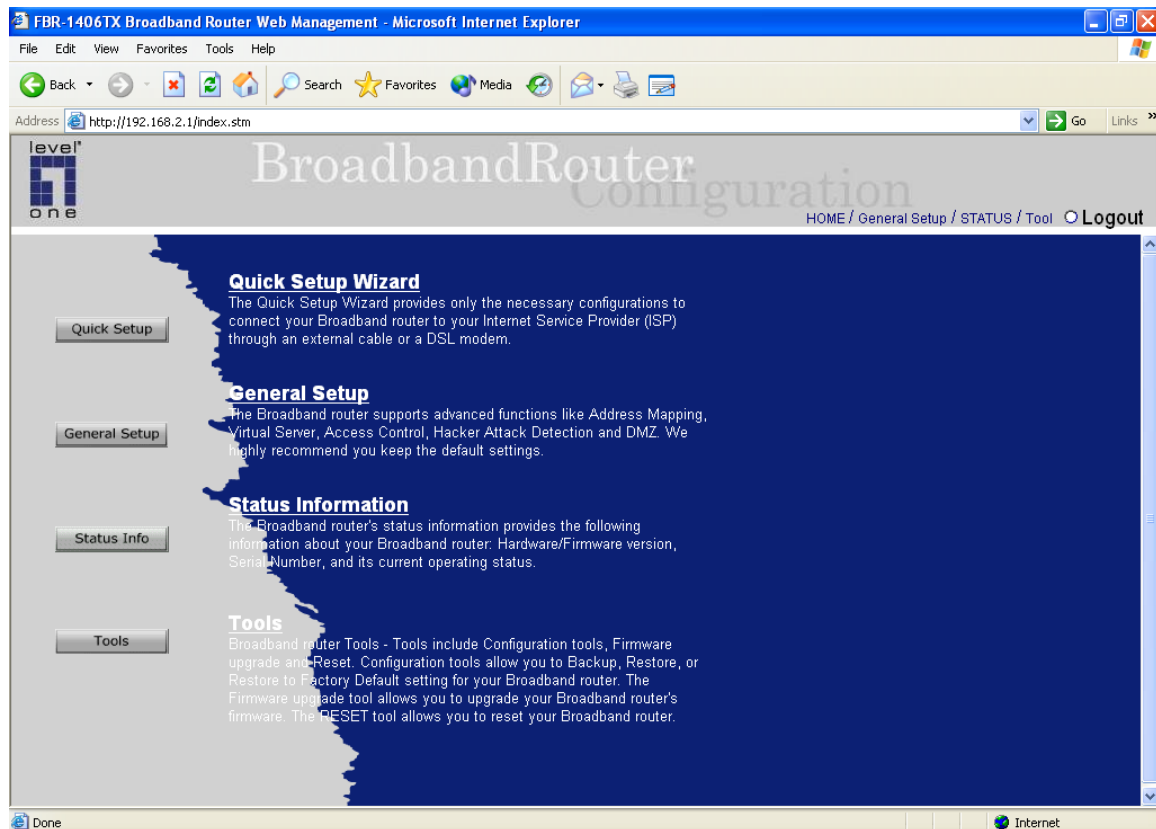 FBR-1406TX Broadband Router Web Management - Microsoft Internet Explorer
File Edit View Favorites Tools Help
Back Search Favorites Media
Address http://192.168.2.1/index.stm Go Links »
level
one
BroadbandRouter
Configuration
HOME / General Setup / STATUS / Tool Logout
Quick Setup
Quick Setup Wizard
The Quick Setup Wizard provides only the necessary configurations to
connect your Broadband router to your Internet Service Provider (ISP)
through an external cable or a DSL modem.
General Setup
General Setup
The Broadband router supports advanced functions like Address Mapping,
Virtual Server, Access Control, Hacker Attack Detection and DMZ. We
highly recommend you keep the default settings.
Status Info
Status Information
The Broadband router's status information provides the following
information about your Broadband router: Hardware/Firmware version,
Serial Number, and its current operating status.
Tools
Tools
Broadband router Tools - Tools include Configuration tools, Firmware
upgrade and Reset. Configuration tools allow you to Backup, Restore, or
Restore to Factory Default setting for your Broadband router. The
Firmware upgrade tool allows you to upgrade your Broadband router's
firmware. The RESET tool allows you to reset your Broadband router.
Done Internet